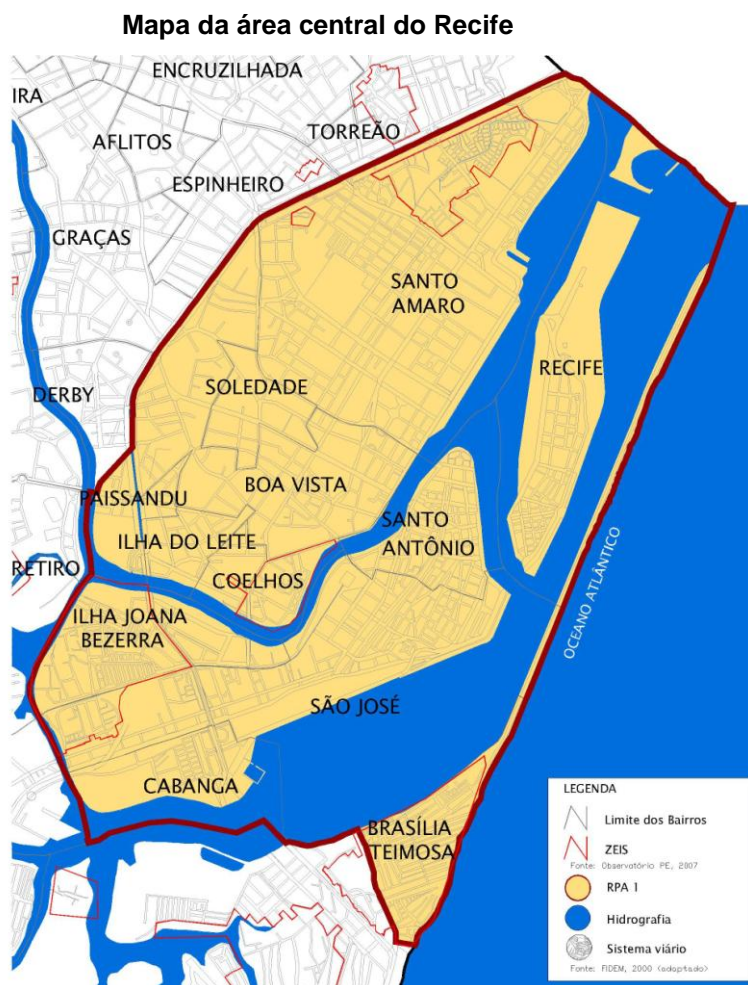 Mapa da área central do Recife
ENCRUZILHADA
IRA
AFLITOS
TORREÃO
ESPINHEIRO
GRAÇAS
SANTO
AMARO
RECIFE
SOLEDADE
DERBY
BOA VISTA
PAISSANDU
SANTO
ANTÔNIO
ILHA DO LEITE
RETIRO
COELHOS
OCEANO ATLÂNTICO
ILHA JOANA
BEZERRA
SÃO JOSÉ
CABANGA
BRASÍLIA
TEIMOSA
LEGENDA
Limite dos Bairros
ZEIS
Fonte: Observatório PE, 2007
RPA 1
Hidrografia
Sistema viário
Fonte: FIDEM, 2000 (adaptado)